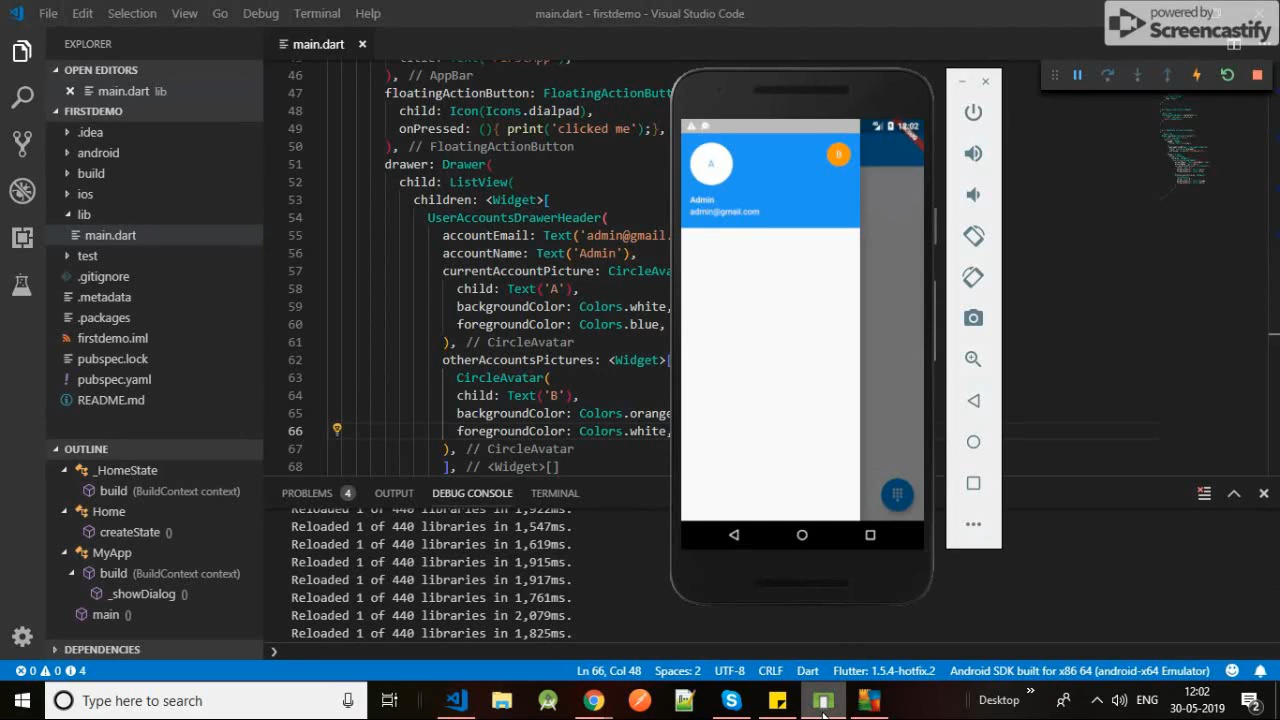 File Edit Selection View Go Debug Terminal Help
main.dart - firstdemo - Visual Studio Code
powered by
Screencastify
EXPLORER
OPEN EDITORS
main.dart lib
FIRSTDEMO
.idea
android
build
ios
lib
main.dart
test
.gitignore
.metadata
.packages
firstdemo.iml
pubspec.lock
pubspec.yaml
README.md
OUTLINE
_HomeState
build (BuildContext context)
Home
createState ()
MyApp
build (BuildContext context)
_showDialog ()
main ()
DEPENDENCIES
main.dart
46 ), // AppBar
47 floatingActionButton: FloatingActionButt
48 child: Icon(Icons.dialpad),
49 onPressed: (){ print('clicked me');},
50 ), // FloatingActionButton
51 drawer: Drawer(
52 child: ListView(
53 children: <Widget>[
54 UserAccountsDrawerHeader(
55 accountEmail: Text('admin@gmail.
56 accountName: Text('Admin'),
57 currentAccountPicture: CircleAva
58 child: Text('A'),
59 backgroundColor: Colors.white,
60 foregroundColor: Colors.blue,
61 ), // CircleAvatar
62 otherAccountsPictures: <Widget>[
63 CircleAvatar(
64 child: Text('B'),
65 backgroundColor: Colors.orange
66 foregroundColor: Colors.white,
67 ), // CircleAvatar
68 ], // <Widget>[]
18:02
A
B
Admin
admin@gmail.com
PROBLEMS 4 OUTPUT DEBUG CONSOLE TERMINAL
Reloaded 1 of 440 libraries in 1,922ms.
Reloaded 1 of 440 libraries in 1,547ms.
Reloaded 1 of 440 libraries in 1,619ms.
Reloaded 1 of 440 libraries in 1,915ms.
Reloaded 1 of 440 libraries in 1,917ms.
Reloaded 1 of 440 libraries in 1,761ms.
Reloaded 1 of 440 libraries in 2,079ms.
Reloaded 1 of 440 libraries in 1,825ms.
0 0 4
Ln 66, Col 48 Spaces: 2 UTF-8 CRLF Dart Flutter: 1.5.4-hotfix.2 Android SDK built for x86 64 (android-x64 Emulator)
Type here to search
Desktop
ENG
12:02
30-05-2019
2